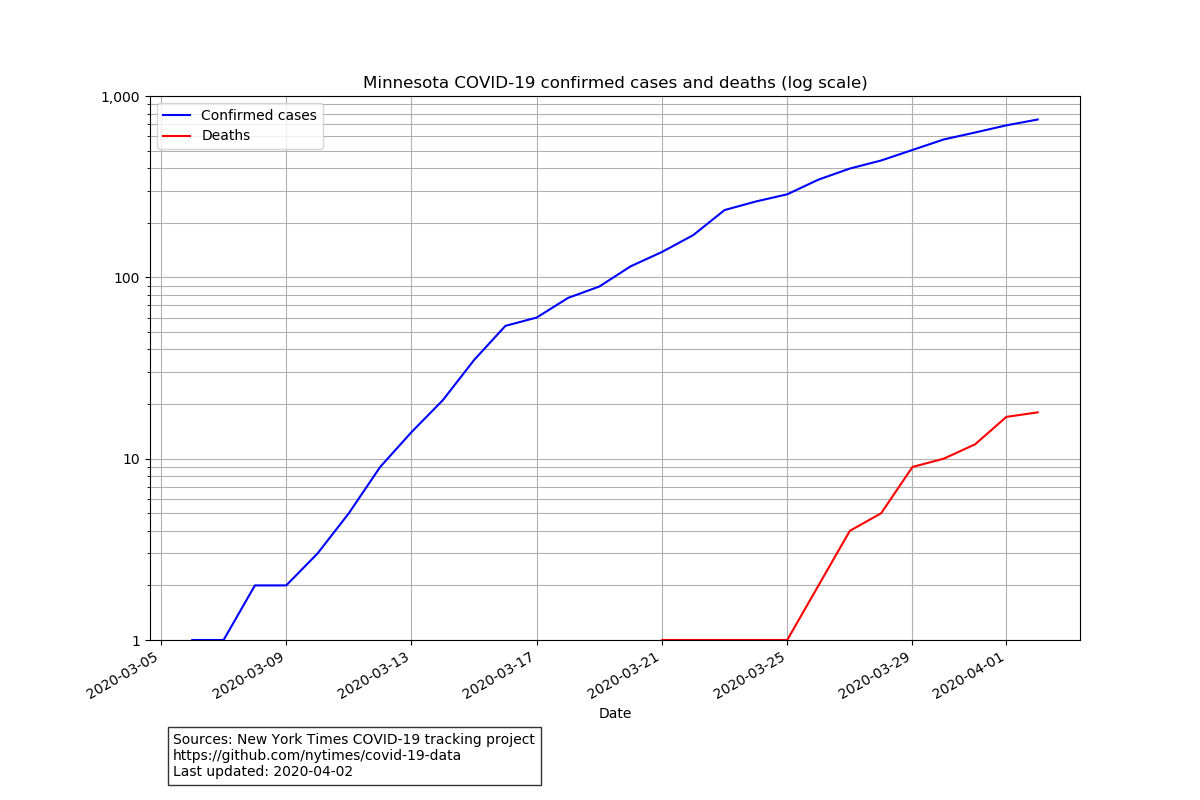 Minnesota COVID-19 confirmed cases and deaths (log scale)
1,000
Confirmed cases
Deaths
100
10
1
2020-03-05
2020-03-09
2020-03-13
2020-03-17
2020-03-21
2020-03-25
2020-03-29
2020-04-01
Date
Sources: New York Times COVID-19 tracking project
https://github.com/nytimes/covid-19-data
Last updated: 2020-04-02